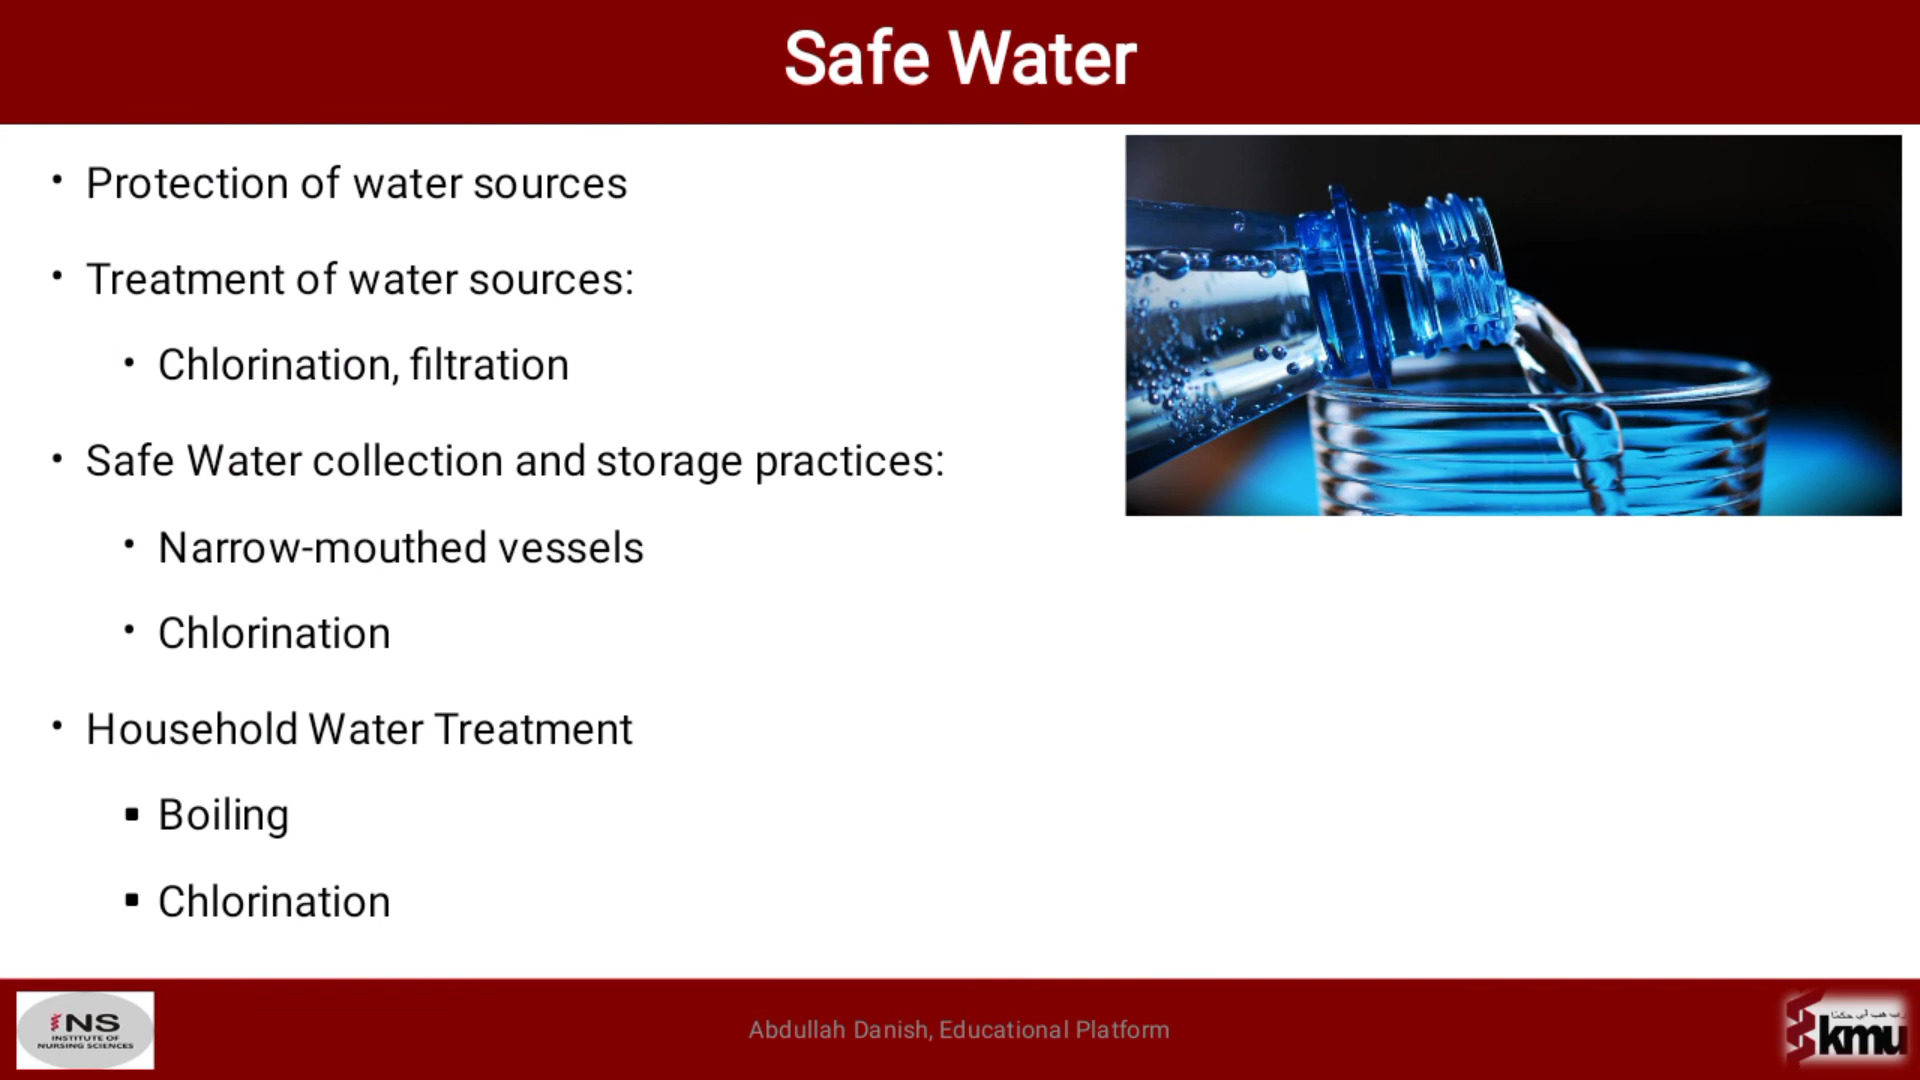 Safe Water
• Protection of water sources
• Treatment of water sources:
• Chlorination, filtration
• Safe Water collection and storage practices:
• Narrow-mouthed vessels
• Chlorination
• Household Water Treatment
▪ Boiling
▪ Chlorination
iNS
INSTITUTE OF
NURSING SCIENCES
Abdullah Danish, Educational Platform
kmu